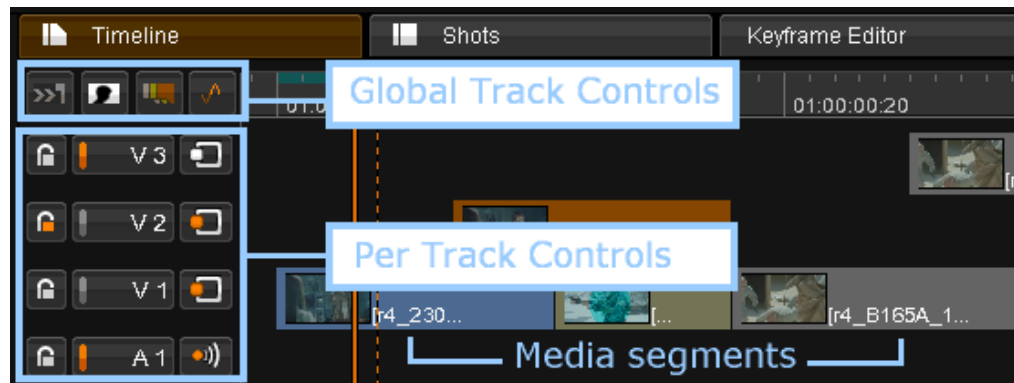 Timeline
Shots
Keyframe Editor
Global Track Controls
01:00:00:20
V 3
V 2
Per Track Controls
V 1
[r4_230...
[...
[r4_B165A_1...
A 1
Media segments